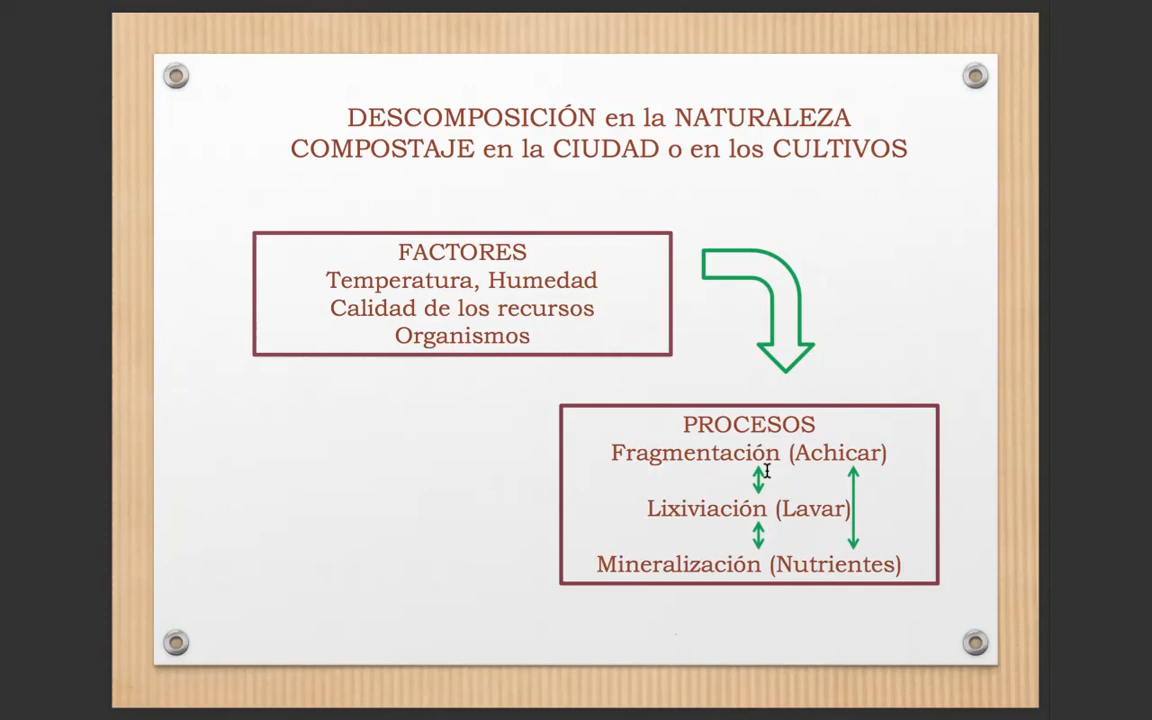 DESCOMPOSICIÓN en la NATURALEZA
COMPOSTAJE en la CIUDAD o en los CULTIVOS
FACTORES
Temperatura, Humedad
Calidad de los recursos
Organismos
PROCESOS
Fragmentación (Achicar)
Lixiviación (Lavar)
Mineralización (Nutrientes)